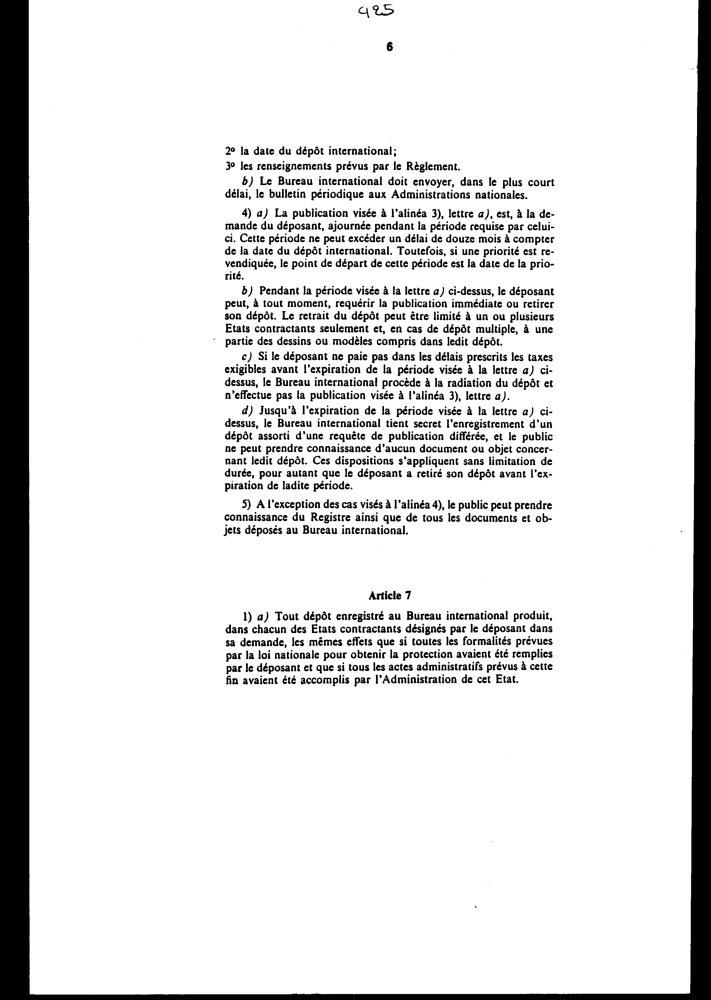 425
6
2º la date du dépôt international;
3º les renseignements prévus par le Règlement.
b) Le Bureau international doit envoyer, dans le plus court
délai, le bulletin périodique aux Administrations nationales.
4) a) La publication visée à l'alinéa 3), lettre a), est, à la de-
mande du déposant, ajournée pendant la période requise par celui-
ci. Cette période ne peut excéder un délai de douze mois à compter
de la date du dépôt international. Toutefois, si une priorité est re-
vendiquée, le point de départ de cette période est la date de la prio-
rité.
b) Pendant la période visée à la lettre a) ci-dessus, le déposant
peut, à tout moment, requérir la publication immédiate ou retirer
son dépôt. Le retrait du dépôt peut être limité à un ou plusieurs
Etats contractants seulement et, en cas de dépôt multiple, à une
partie des dessins ou modèles compris dans ledit dépôt.
c) Si le déposant ne paie pas dans les délais prescrits les taxes
exigibles avant l'expiration de la période visée à la lettre a) ci-
dessus, le Bureau international procède à la radiation du dépôt et
n'effectue pas la publication visée à l'alinéa 3), lettre a).
d) Jusqu'à l'expiration de la période visée à la lettre a) ci-
dessus, le Bureau international tient secret l'enregistrement d'un
dépôt assorti d'une requête de publication différée, et le public
ne peut prendre connaissance d'aucun document ou objet concer-
nant ledit dépôt. Ces dispositions s'appliquent sans limitation de
durée, pour autant que le déposant a retiré son dépôt avant l'ex-
piration de ladite période.
5) A l'exception des cas visés à l'alinéa 4), le public peut prendre
connaissance du Registre ainsi que de tous les documents et ob-
jets déposés au Bureau international.
Article 7
1) a) Tout dépôt enregistré au Bureau international produit,
dans chacun des Etats contractants désignés par le déposant dans
sa demande, les mêmes effets que si toutes les formalités prévues
par la loi nationale pour obtenir la protection avaient été remplies
par le déposant et que si tous les actes administratifs prévus à cette
fin avaient été accomplis par l'Administration de cet Etat.